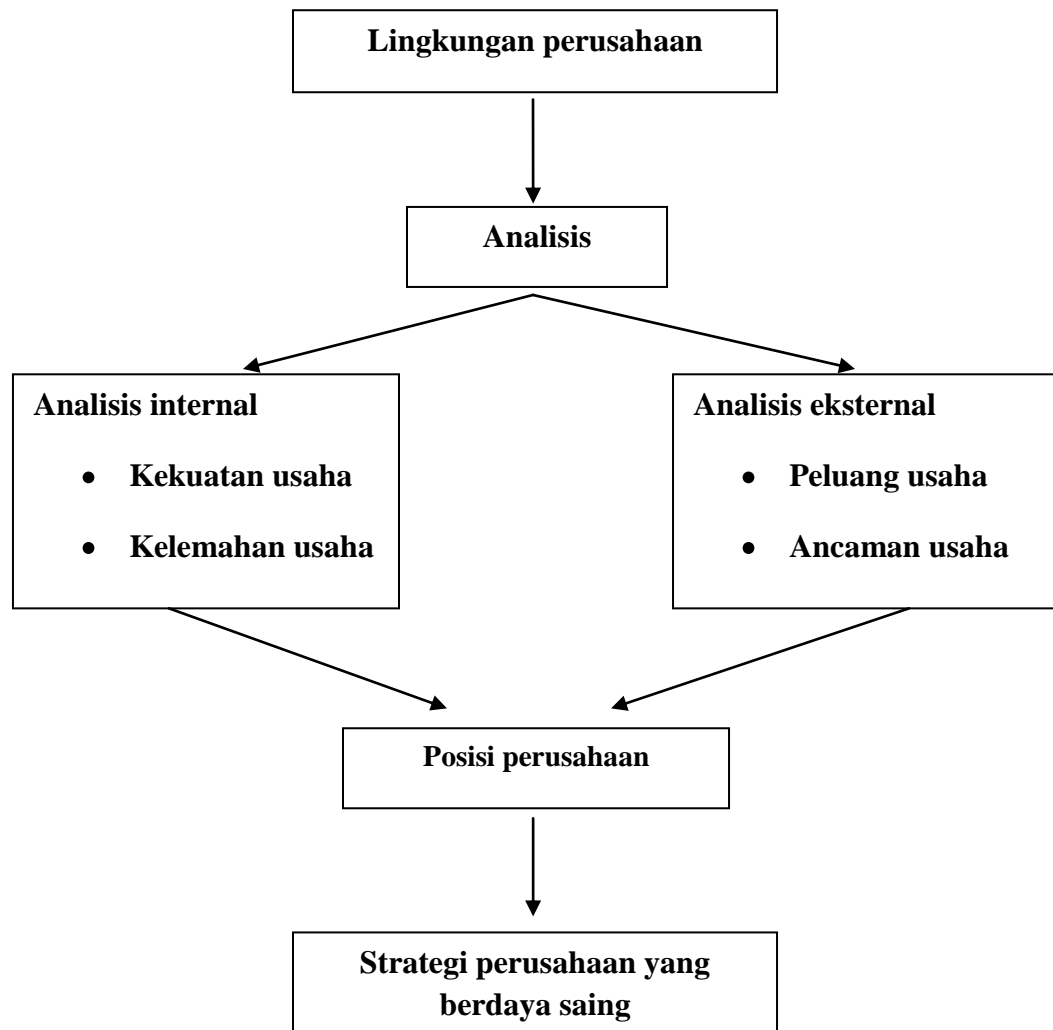 Lingkungan perusahaan
Analisis
Analisis internal
• Kekuatan usaha
• Kelemahan usaha
Analisis eksternal
• Peluang usaha
• Ancaman usaha
Posisi perusahaan
Strategi perusahaan yang
berdaya saing